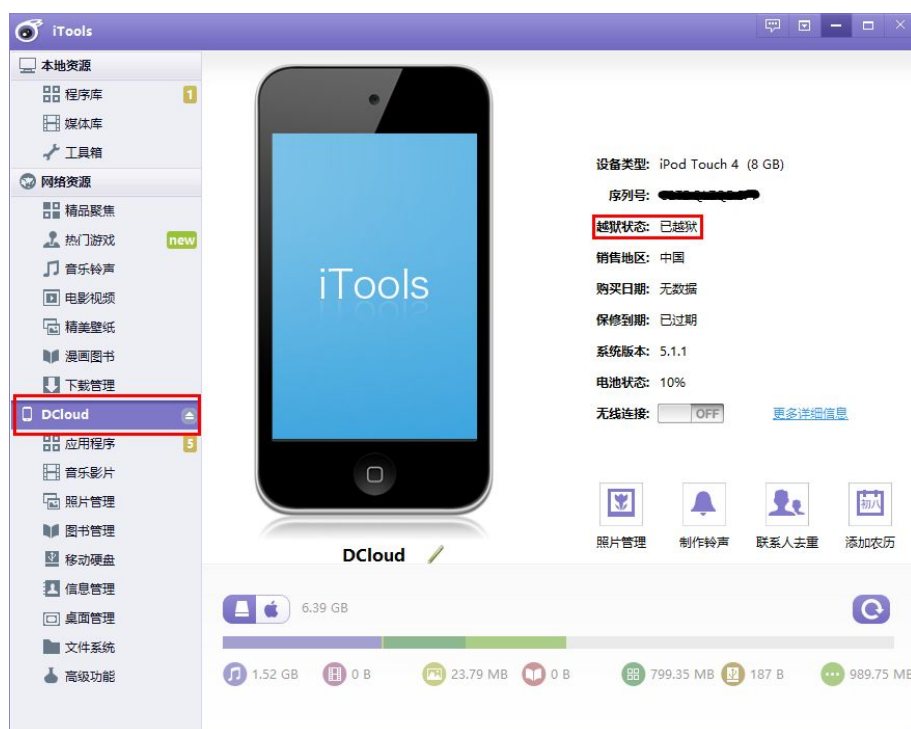 iTools
本地资源
程序库 1
媒体库
工具箱
网络资源
精品聚焦
热门游戏 new
音乐铃声
电影视频
精美壁纸
漫画图书
下载管理
DCloud
应用程序 5
音乐影片
照片管理
图书管理
移动硬盘
信息管理
桌面管理
文件系统
高级功能
iTools
DCloud
设备类型: iPod Touch 4 (8 GB)
序列号:
越狱状态: 已越狱
销售地区: 中国
购买日期: 无数据
保修到期: 已过期
系统版本: 5.1.1
电池状态: 10%
无线连接: OFF 更多详细信息
初八
照片管理 制作铃声 联系人去重 添加农历
6.39 GB
1.52 GB 0 B 23.79 MB 0 B 799.35 MB 187 B 989.75 MB